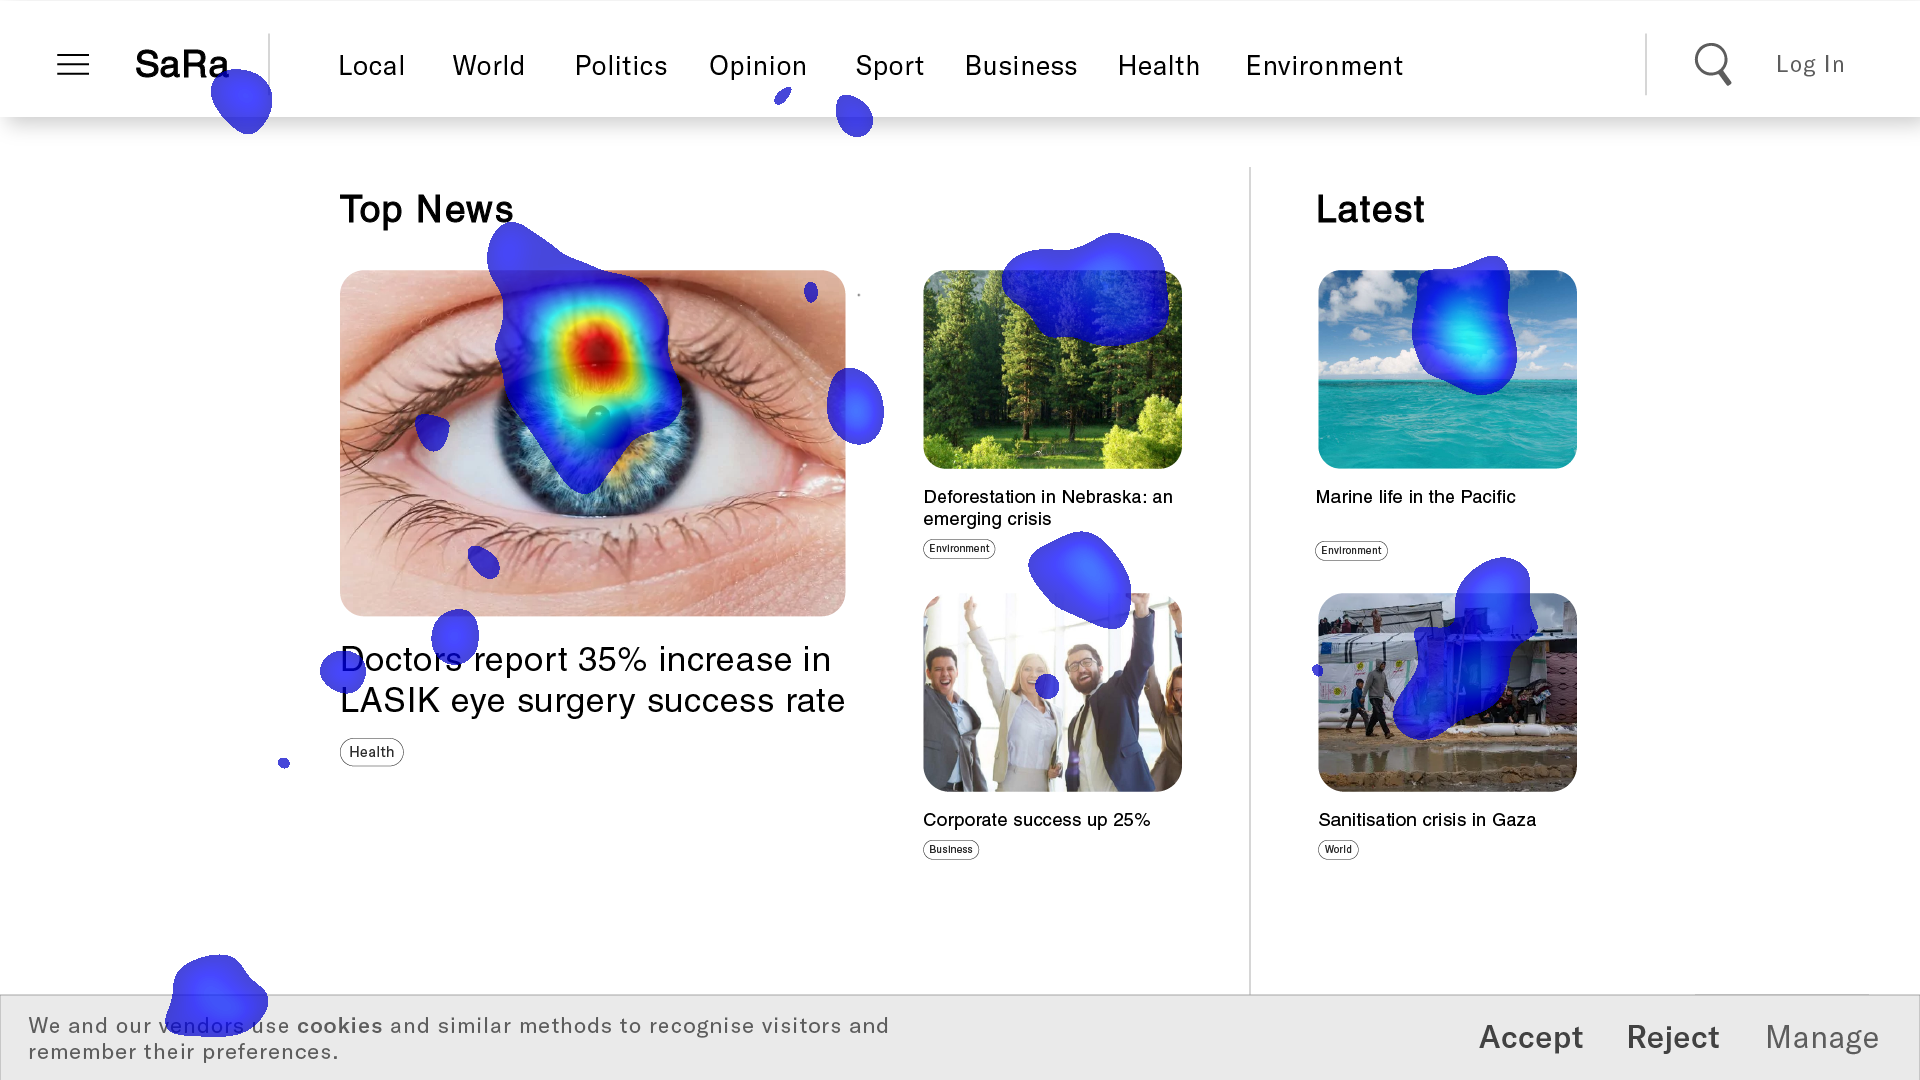 SaRa
Local World Politics Opinion Sport Business Health Environment
Log In
Top News
Doctors report 35% increase in
LASIK eye surgery success rate
Health
Deforestation in Nebraska: an
emerging crisis
Environment
Corporate success up 25%
Business
Latest
Marine life in the Pacific
Environment
Sanitisation crisis in Gaza
World
We and our vendors use cookies and similar methods to recognise visitors and
remember their preferences.
Accept Reject Manage